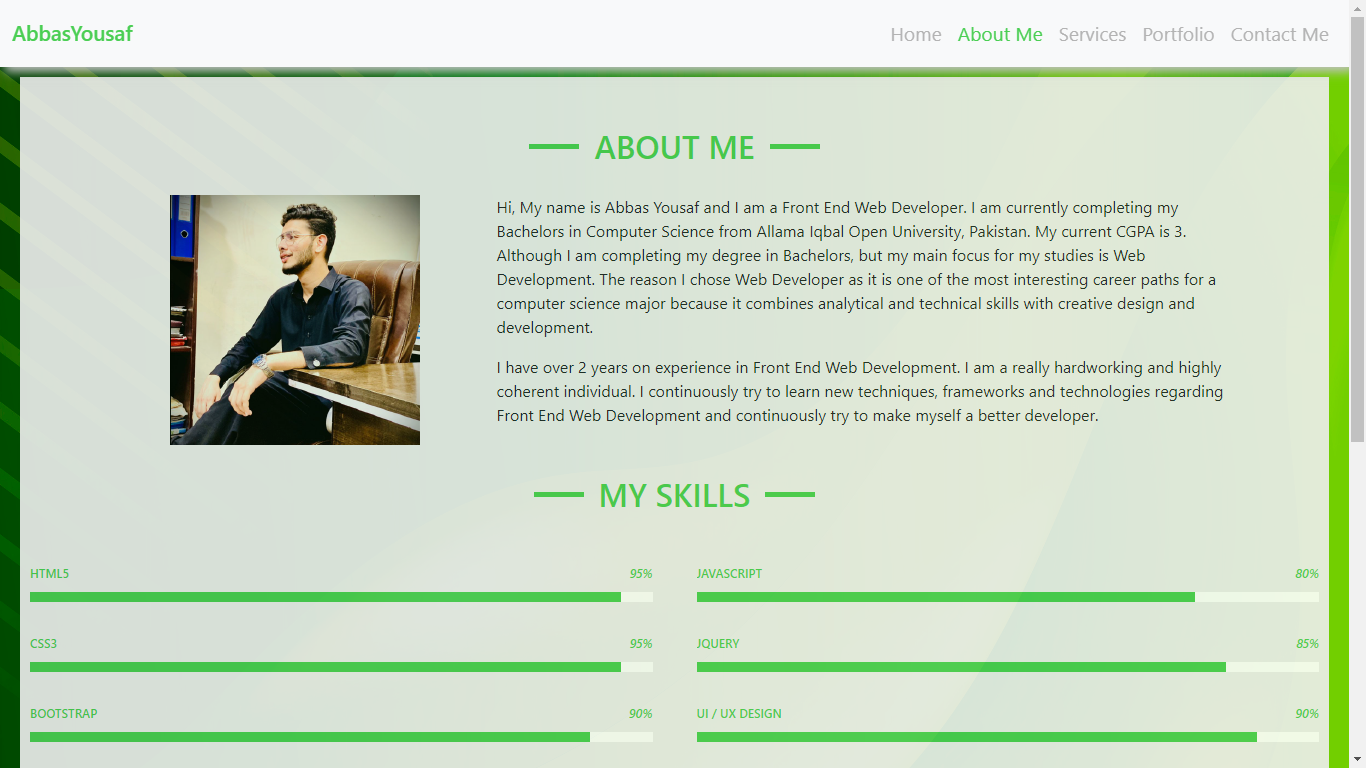 AbbasYousaf
Home About Me Services Portfolio Contact Me
ABOUT ME
Hi, My name is Abbas Yousaf and I am a Front End Web Developer. I am currently completing my
Bachelors in Computer Science from Allama Iqbal Open University, Pakistan. My current CGPA is 3.
Although I am completing my degree in Bachelors, but my main focus for my studies is Web
Development. The reason I chose Web Developer as it is one of the most interesting career paths for a
computer science major because it combines analytical and technical skills with creative design and
development.
I have over 2 years on experience in Front End Web Development. I am a really hardworking and highly
coherent individual. I continuously try to learn new techniques, frameworks and technologies regarding
Front End Web Development and continuously try to make myself a better developer.
MY SKILLS
HTML5 95%
JAVASCRIPT 80%
CSS3 95%
JQUERY 85%
BOOTSTRAP 90%
UI / UX DESIGN 90%